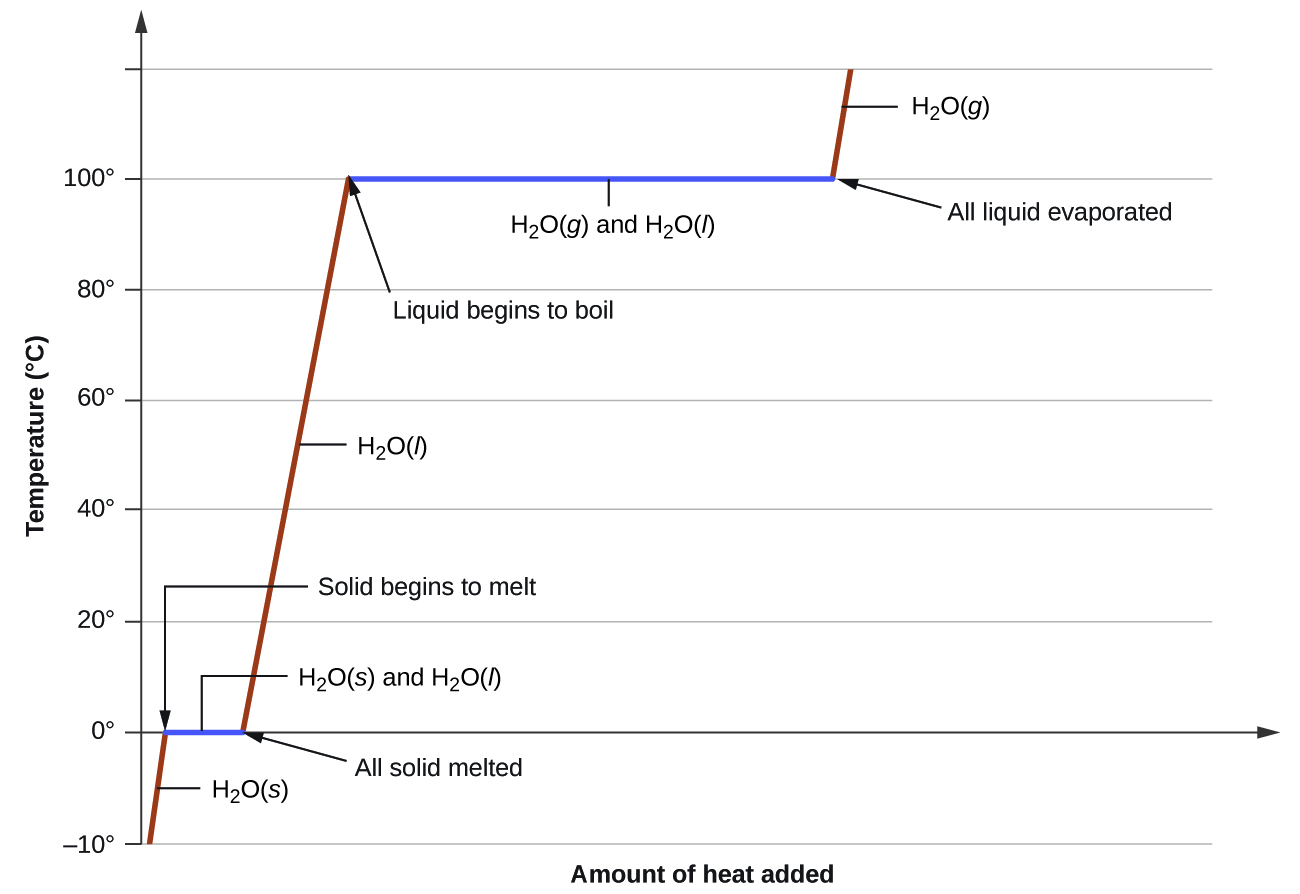 H₂O(g)
100°
All liquid evaporated
H₂O(g) and H₂O(l)
80°
Liquid begins to boil
Temperature (°C)
60°
H₂O(l)
40°
Solid begins to melt
20°
H₂O(s) and H₂O(l)
0°
All solid melted
H₂O(s)
–10°
Amount of heat added